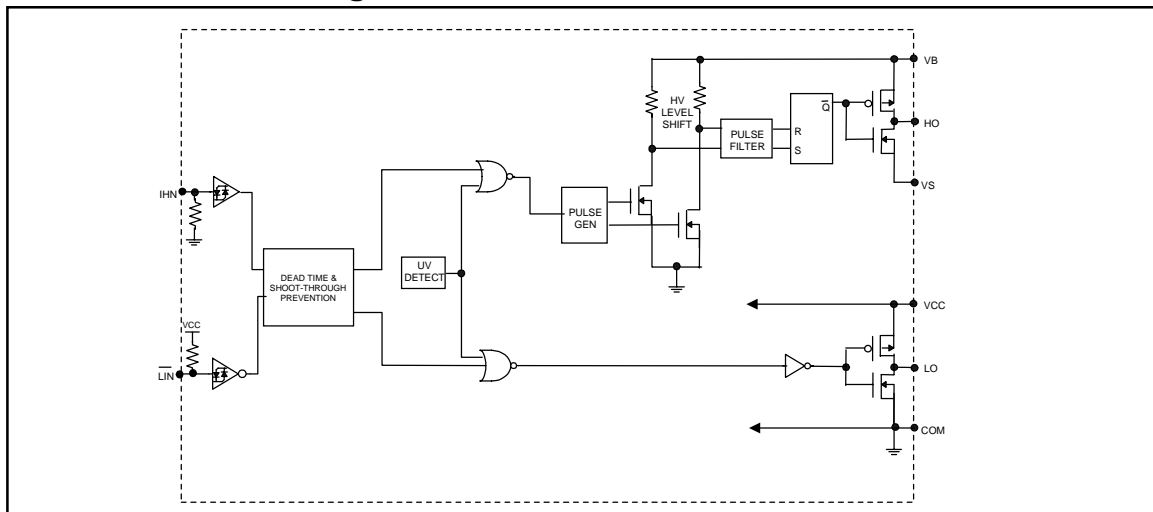 VB
HV
LEVEL
SHIFT
Q
HO
PULSE
FILTER
R
S
VS
IHN
PULSE
GEN
UV
DETECT
DEAD TIME &
SHOOT-THROUGH
PREVENTION
VCC
VCC
LIN
LO
COM